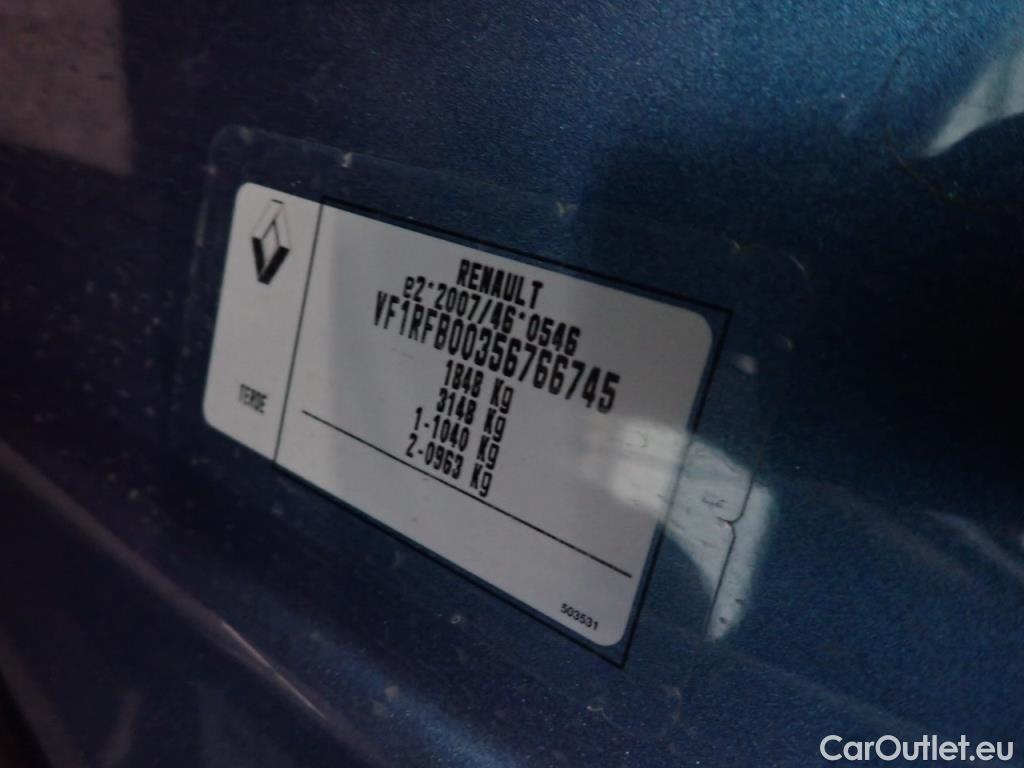 RENAULT
e2*2007/46*0546
VF1RFB00356766745
1848 Kg
3148 Kg
1-1040 Kg
2-0963 Kg
TERDE
503531
CarOutlet.eu